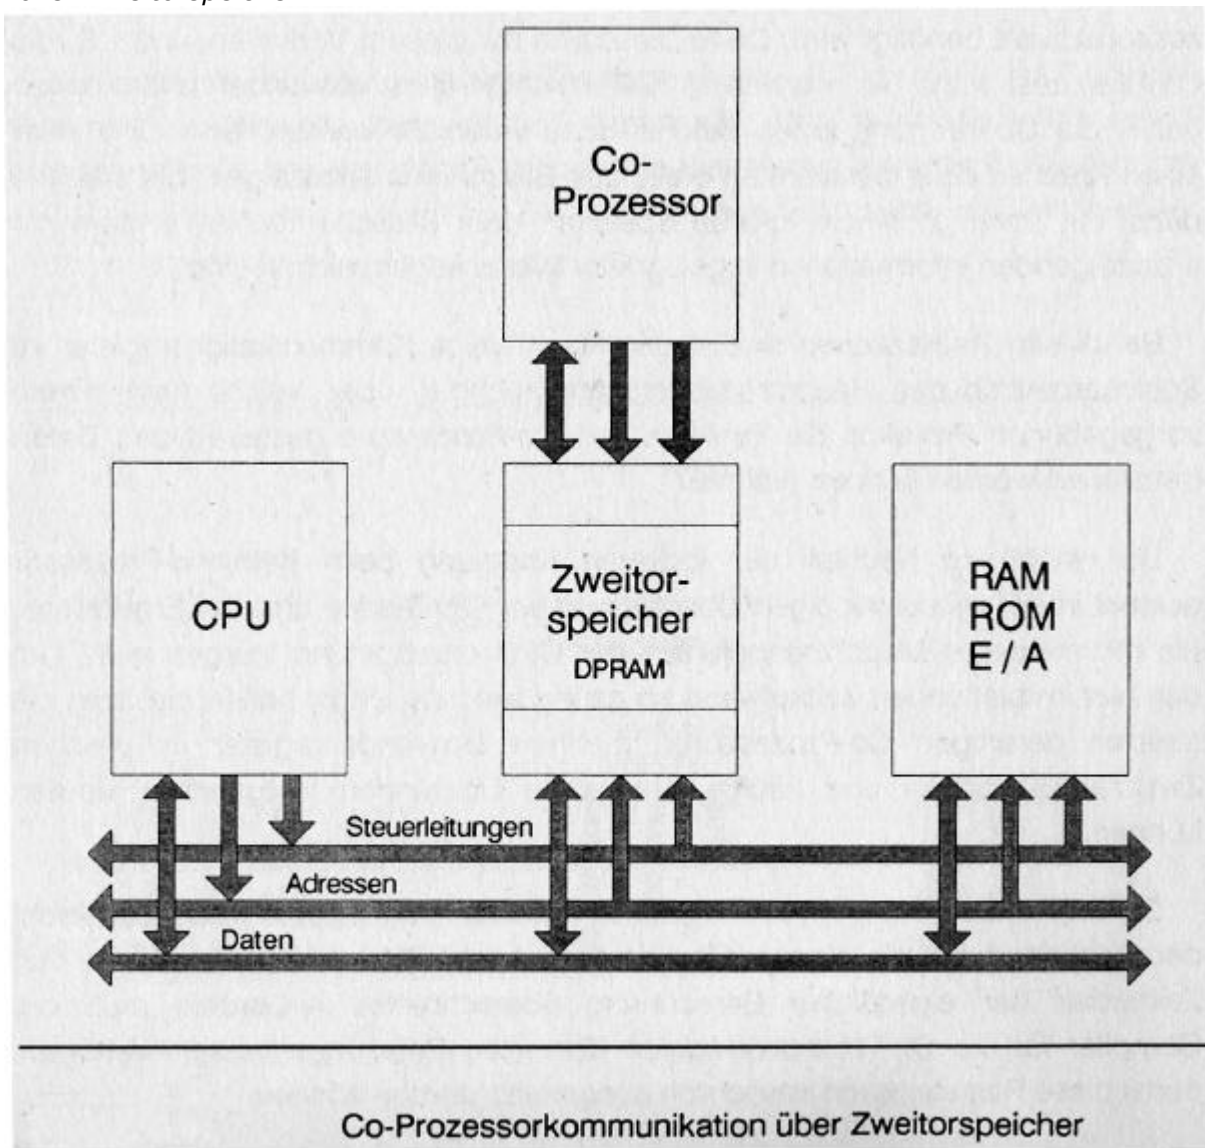 Co-
Prozessor
CPU
Zweitor-
speicher
DPRAM
RAM
ROM
E / A
Steuerleitungen
Adressen
Daten
Co-Prozessorkommunikation über Zweitorspeicher